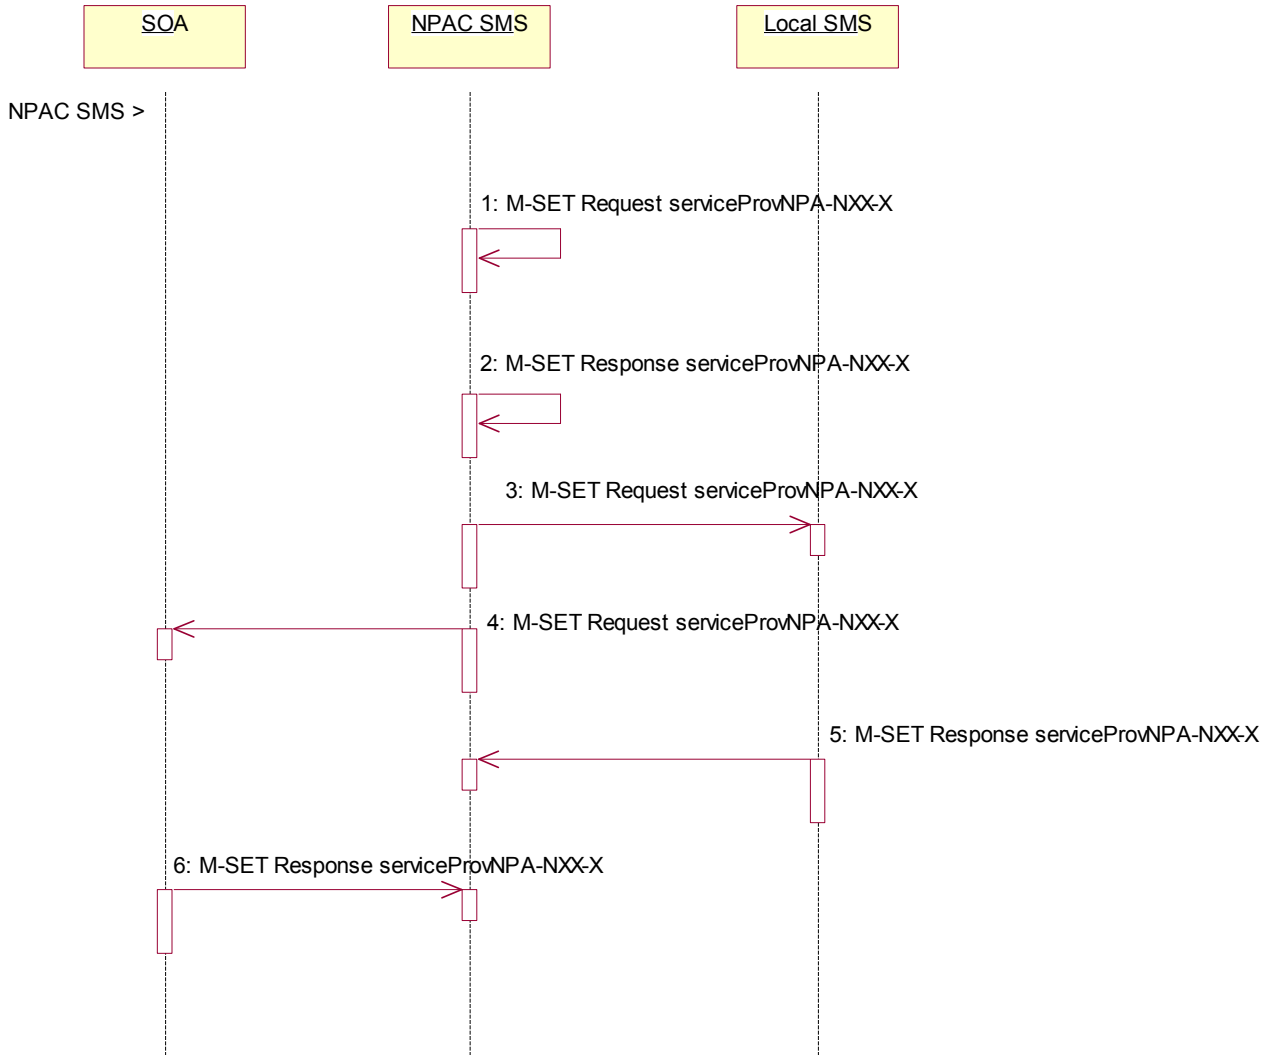 SOA
NPAC SMS
Local SMS
NPAC SMS >
1: M-SET Request serviceProvNPA-NXX-X
2: M-SET Response serviceProvNPA-NXX-X
3: M-SET Request serviceProvNPA-NXX-X
4: M-SET Request serviceProvNPA-NXX-X
5: M-SET Response serviceProvNPA-NXX-X
6: M-SET Response serviceProvNPA-NXX-X